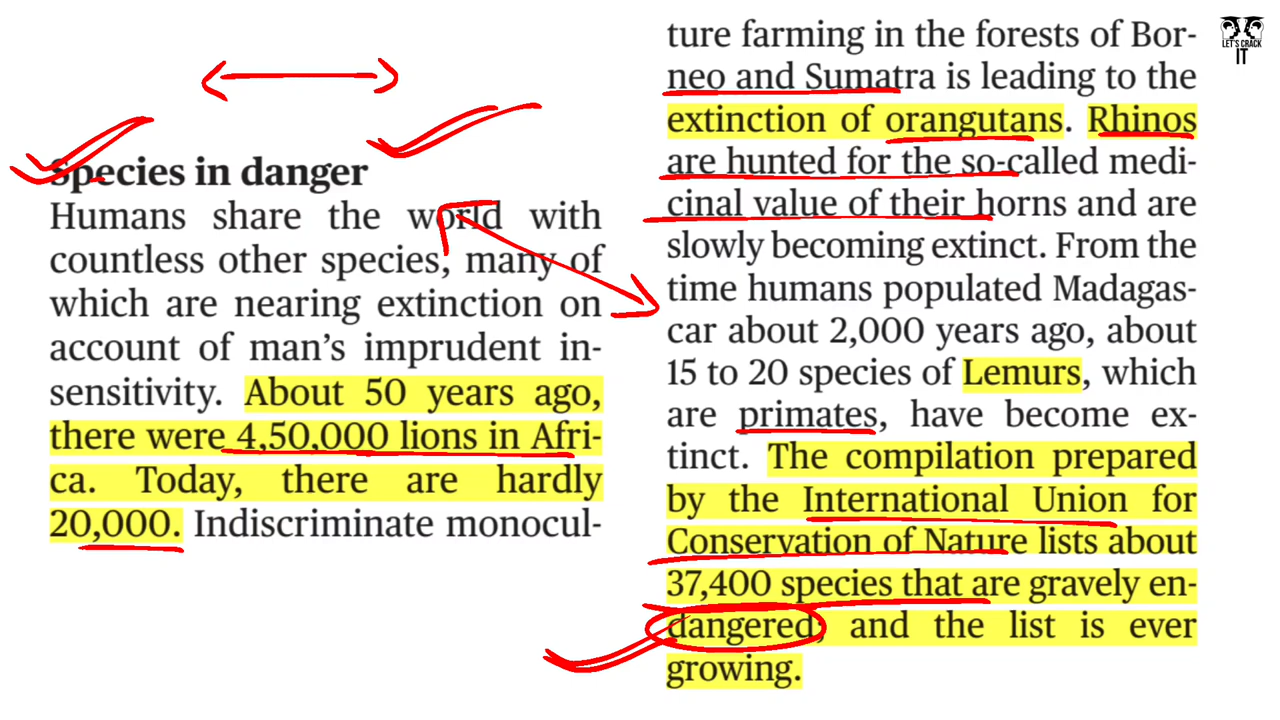 Species in danger
Humans share the world with
countless other species, many of
which are nearing extinction on
account of man's imprudent in-
sensitivity. About 50 years ago,
there were 4,50,000 lions in Afri-
ca. Today, there are hardly
20,000. Indiscriminate monocul-
ture farming in the forests of Bor-
neo and Sumatra is leading to the
extinction of orangutans. Rhinos
are hunted for the so-called medi-
cinal value of their horns and are
slowly becoming extinct. From the
time humans populated Madagas-
car about 2,000 years ago, about
15 to 20 species of Lemurs, which
are primates, have become ex-
tinct. The compilation prepared
by the International Union for
Conservation of Nature lists about
37,400 species that are gravely en-
dangered; and the list is ever
growing.
LET'S CRACK
IT